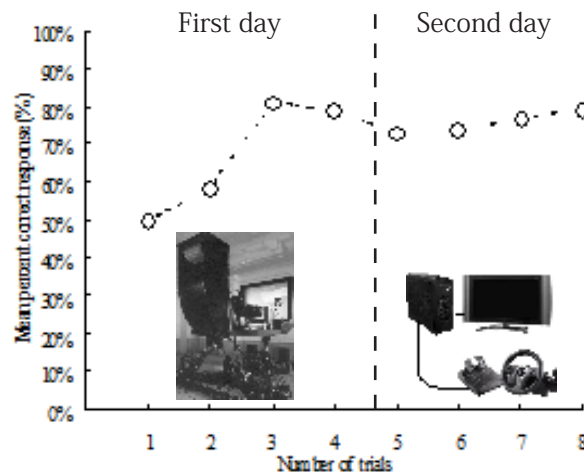 First day
Second day
Mean percent correct response (%)
100%
90%
80%
70%
60%
50%
40%
30%
20%
10%
0%
1 2 3 4 5 6 7 8
Number of trials